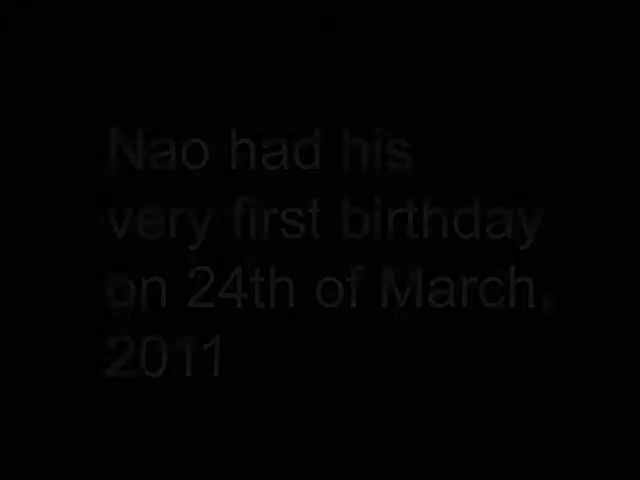 Nao had his
very first birthday
on 24th of March,
2011